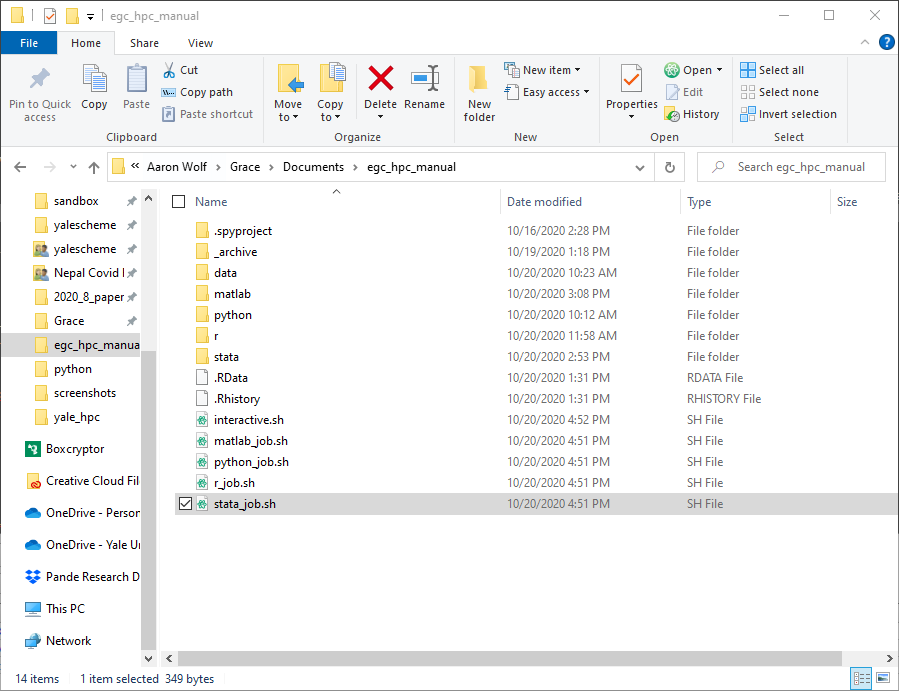 egc_hpc_manual
File Home Share View
Pin to Quick access
Copy
Paste
Cut
Copy path
Paste shortcut
Clipboard
Move to
Copy to
Delete
Rename
Organize
New folder
New item
Easy access
New
Properties
Open
Edit
History
Open
Select all
Select none
Invert selection
Select
« Aaron Wolf > Grace > Documents > egc_hpc_manual
Search egc_hpc_manual
sandbox
yalescheme
yalescheme
Nepal Covid
2020_8_paper
Grace
egc_hpc_manua
python
screenshots
yale_hpc
Boxcryptor
Creative Cloud Fil
OneDrive - Person
OneDrive - Yale Un
Pande Research D
This PC
Network
Name Date modified Type Size
.spyproject 10/16/2020 2:28 PM File folder
_archive 10/19/2020 1:18 PM File folder
data 10/20/2020 10:23 AM File folder
matlab 10/20/2020 3:08 PM File folder
python 10/20/2020 10:12 AM File folder
r 10/20/2020 11:58 AM File folder
stata 10/20/2020 2:53 PM File folder
.RData 10/20/2020 1:31 PM RDATA File
.Rhistory 10/20/2020 1:31 PM RHISTORY File
interactive.sh 10/20/2020 4:52 PM SH File
matlab_job.sh 10/20/2020 4:51 PM SH File
python_job.sh 10/20/2020 4:51 PM SH File
r_job.sh 10/20/2020 4:51 PM SH File
stata_job.sh 10/20/2020 4:51 PM SH File
14 items 1 item selected 349 bytes